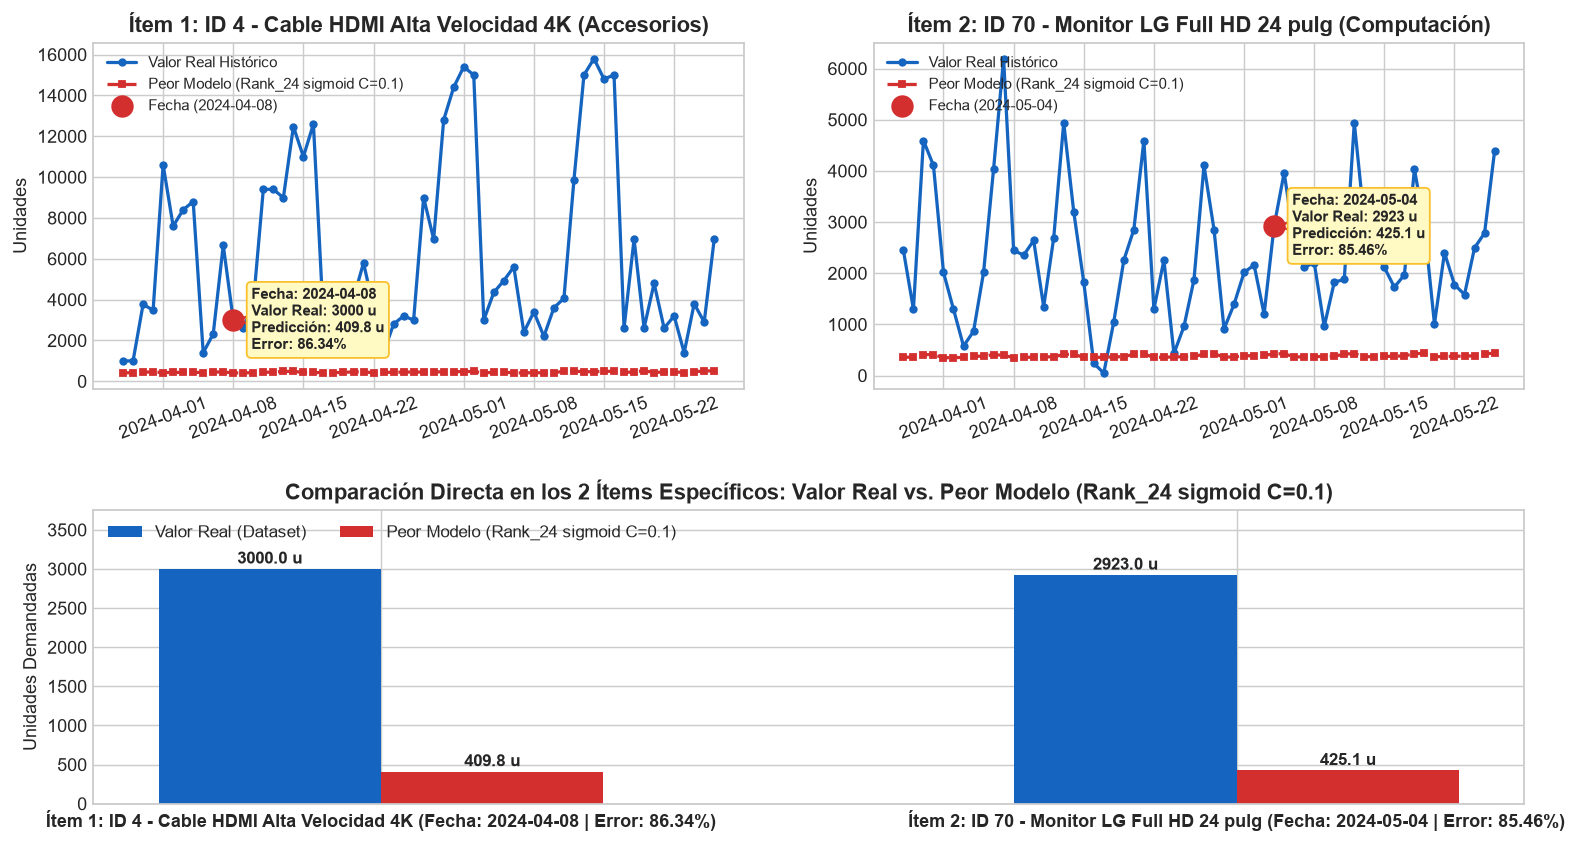 Ítem 1: ID 4 - Cable HDMI Alta Velocidad 4K (Accesorios)
Unidades
16000
14000
12000
10000
8000
6000
4000
2000
0
Valor Real Histórico
Peor Modelo (Rank_24 sigmoid C=0.1)
Fecha (2024-04-08)
Fecha: 2024-04-08
Valor Real: 3000 u
Predicción: 409.8 u
Error: 86.34%
2024-04-01
2024-04-08
2024-04-15
2024-04-22
2024-05-01
2024-05-08
2024-05-15
2024-05-22
Ítem 2: ID 70 - Monitor LG Full HD 24 pulg (Computación)
Unidades
6000
5000
4000
3000
2000
1000
0
Valor Real Histórico
Peor Modelo (Rank_24 sigmoid C=0.1)
Fecha (2024-05-04)
Fecha: 2024-05-04
Valor Real: 2923 u
Predicción: 425.1 u
Error: 85.46%
2024-04-01
2024-04-08
2024-04-15
2024-04-22
2024-05-01
2024-05-08
2024-05-15
2024-05-22
Comparación Directa en los 2 Ítems Específicos: Valor Real vs. Peor Modelo (Rank_24 sigmoid C=0.1)
Unidades Demandadas
3500
3000
2500
2000
1500
1000
500
0
Valor Real (Dataset)
Peor Modelo (Rank_24 sigmoid C=0.1)
3000.0 u
409.8 u
2923.0 u
425.1 u
Ítem 1: ID 4 - Cable HDMI Alta Velocidad 4K (Fecha: 2024-04-08 | Error: 86.34%)
Ítem 2: ID 70 - Monitor LG Full HD 24 pulg (Fecha: 2024-05-04 | Error: 85.46%)